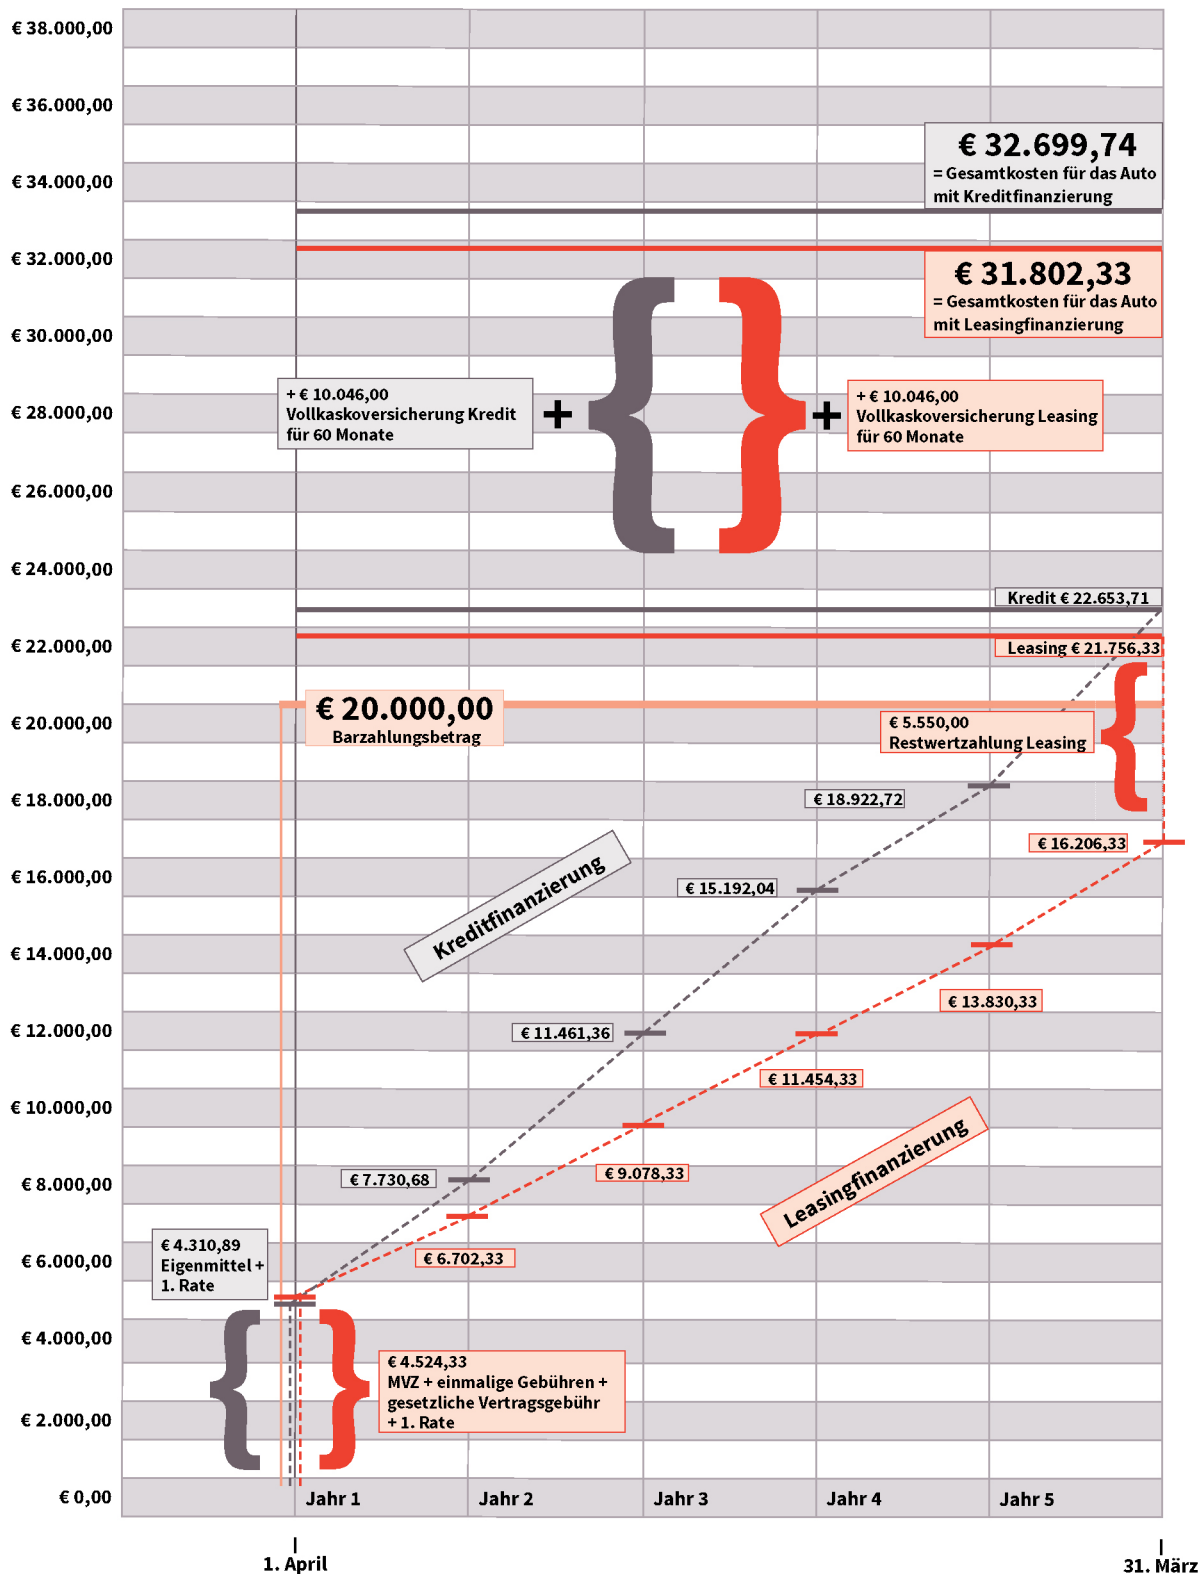 € 38.000,00
€ 36.000,00
€ 34.000,00
€ 32.000,00
€ 30.000,00
€ 28.000,00
€ 26.000,00
€ 24.000,00
€ 22.000,00
€ 20.000,00
€ 18.000,00
€ 16.000,00
€ 14.000,00
€ 12.000,00
€ 10.000,00
€ 8.000,00
€ 6.000,00
€ 4.000,00
€ 2.000,00
€ 0,00
€ 32.699,74
= Gesamtkosten für das Auto
mit Kreditfinanzierung
€ 31.802,33
= Gesamtkosten für das Auto
mit Leasingfinanzierung
+ € 10.046,00
Vollkaskoversicherung Kredit
für 60 Monate
+
+
+ € 10.046,00
Vollkaskoversicherung Leasing
für 60 Monate
Kredit € 22.653,71
Leasing € 21.756,33
€ 20.000,00
Barzahlungsbetrag
€ 5.550,00
Restwertzahlung Leasing
€ 18.922,72
€ 16.206,33
€ 15.192,04
Kreditfinanzierung
€ 13.830,33
€ 11.461,36
€ 11.454,33
Leasingfinanzierung
€ 7.730,68
€ 9.078,33
€ 4.310,89
Eigenmittel +
1. Rate
€ 6.702,33
€ 4.524,33
MVZ + einmalige Gebühren +
gesetzliche Vertragsgebühr
+ 1. Rate
Jahr 1
Jahr 2
Jahr 3
Jahr 4
Jahr 5
1. April
31. März